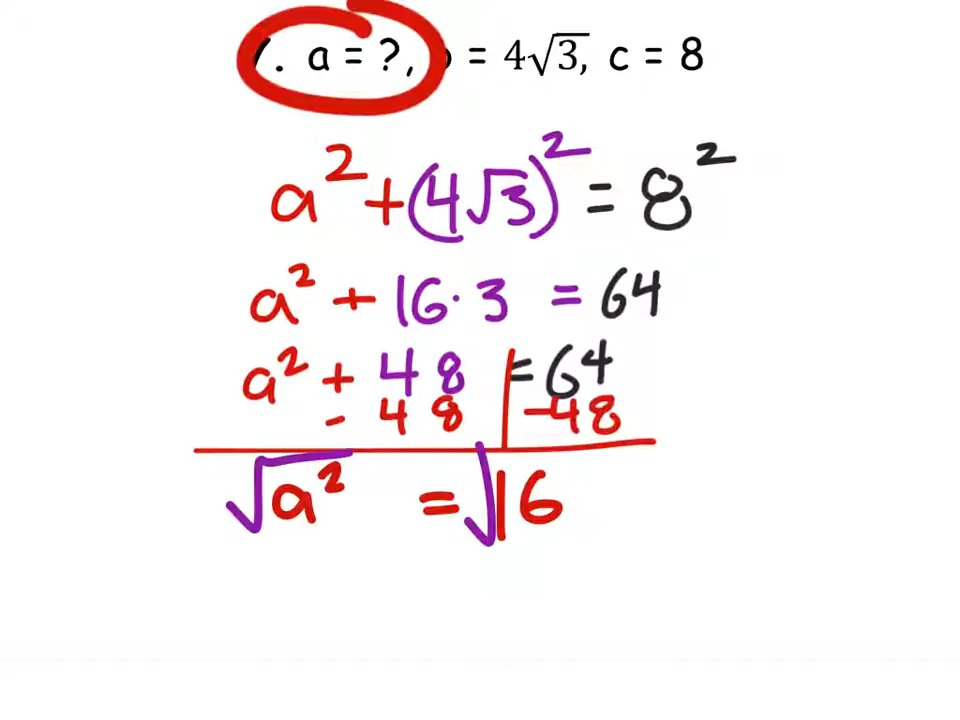 . a = ?, = 4√3, c = 8
a² + (4√3)² = 8²
a² + 16 · 3 = 64
a² + 48 = 64
- 48 -48
√a² = √16